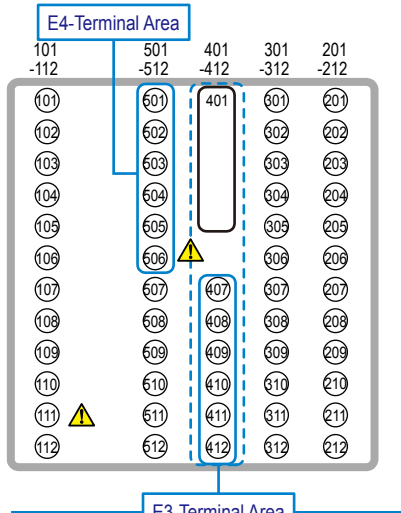 E4-Terminal Area
101 501 401 301 201
-112 -512 -412 -312 -212
101 501 401 301 201
102 502 302 202
103 503 303 203
104 504 304 204
105 505 305 205
106 506 306 206
107 507 407 307 207
108 508 408 308 208
109 509 409 309 209
110 510 410 310 210
111 511 411 311 211
112 512 412 312 212
E3-Terminal Area